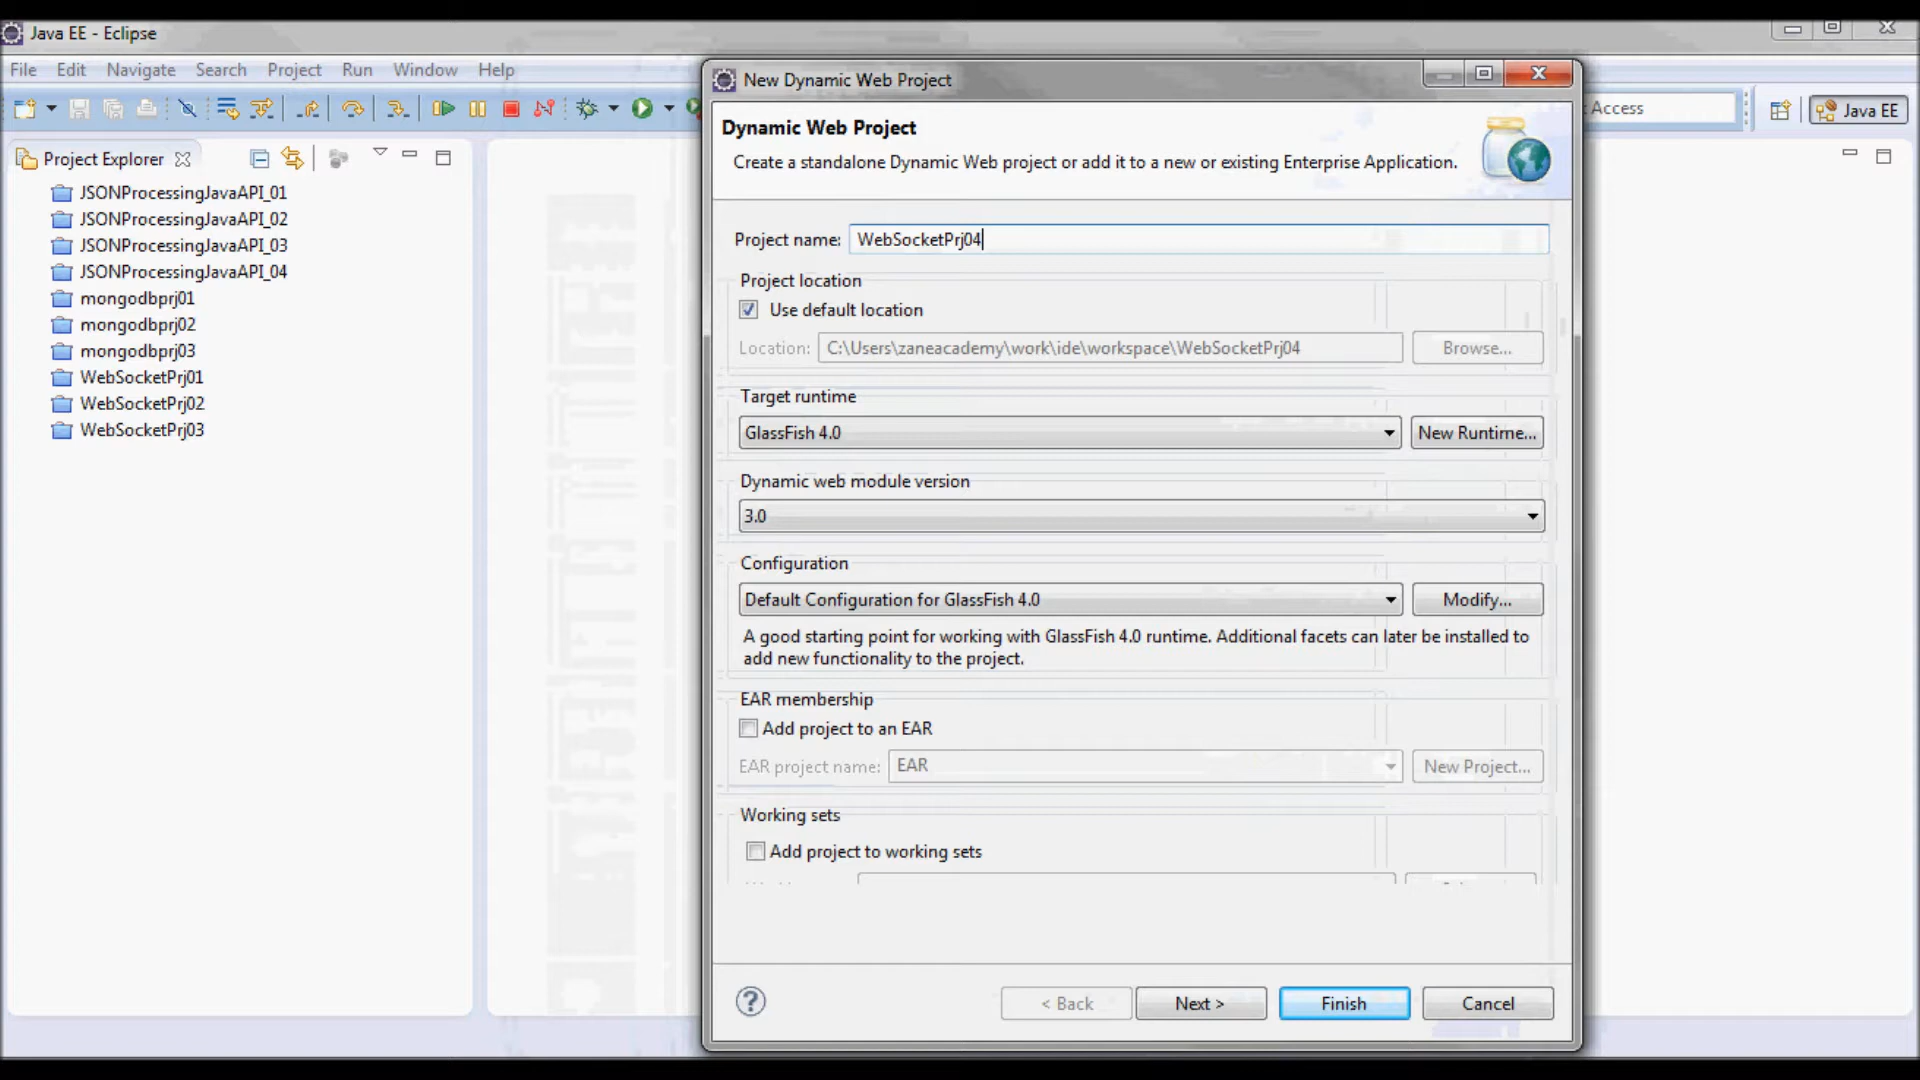 Java EE - Eclipse
File Edit Navigate Search Project Run Window Help
Access
Java EE
Project Explorer
JSONProcessingJavaAPI_01
JSONProcessingJavaAPI_02
JSONProcessingJavaAPI_03
JSONProcessingJavaAPI_04
mongodbprj01
mongodbprj02
mongodbprj03
WebSocketPrj01
WebSocketPrj02
WebSocketPrj03
New Dynamic Web Project
Dynamic Web Project
Create a standalone Dynamic Web project or add it to a new or existing Enterprise Application.
Project name: WebSocketPrj04
Project location
Use default location
Location: C:\Users\zaneacademy\work\ide\workspace\WebSocketPrj04 Browse...
Target runtime
GlassFish 4.0 New Runtime...
Dynamic web module version
3.0
Configuration
Default Configuration for GlassFish 4.0 Modify...
A good starting point for working with GlassFish 4.0 runtime. Additional facets can later be installed to
add new functionality to the project.
EAR membership
Add project to an EAR
EAR project name: EAR New Project...
Working sets
Add project to working sets
< Back Next > Finish Cancel